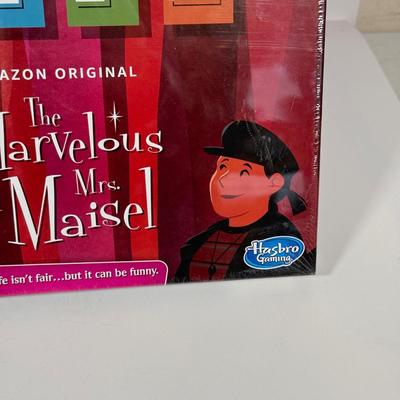 AZON ORIGINAL
The
Marvelous
Mrs.
Maisel
fe isn't fair...but it can be funny.
Hasbro
Gaming